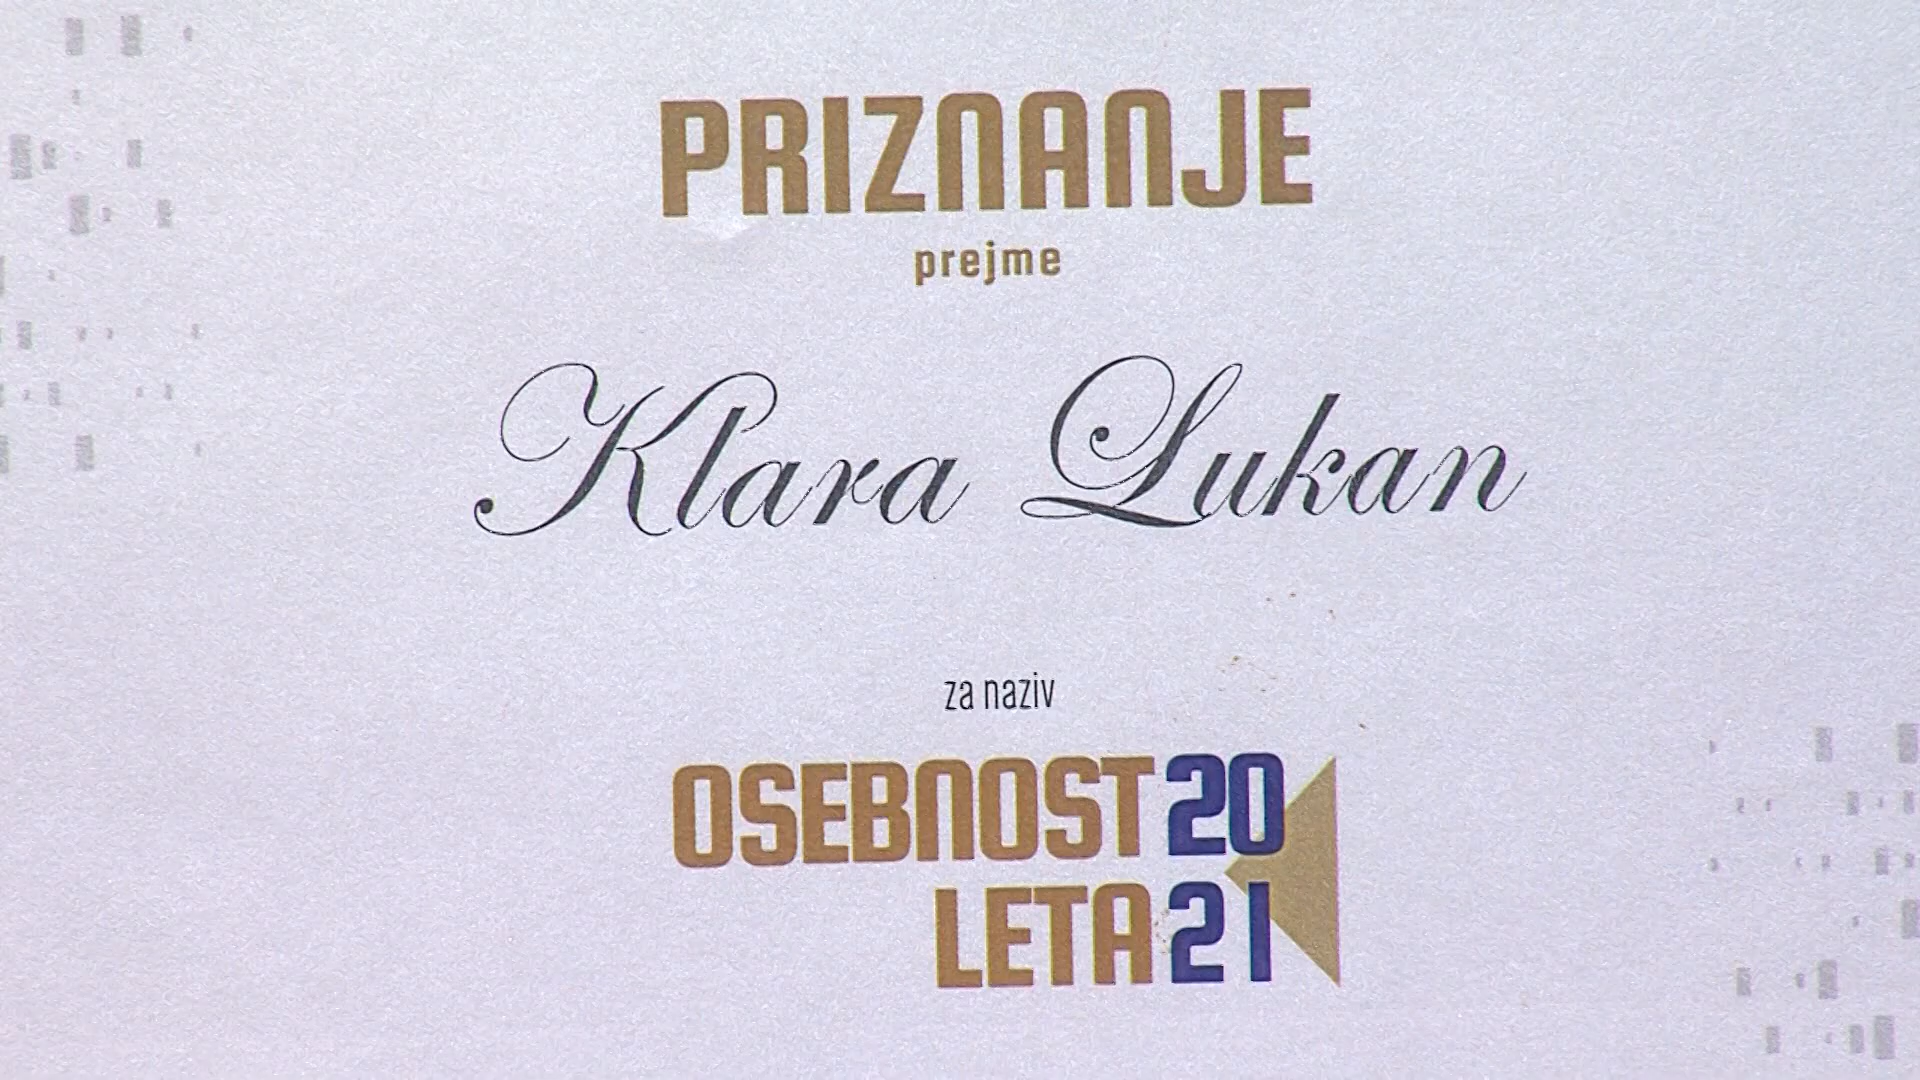 PRIZNANJE
prejme
Klara Lukan
za naziv
OSEBNOST 20
LETA 21